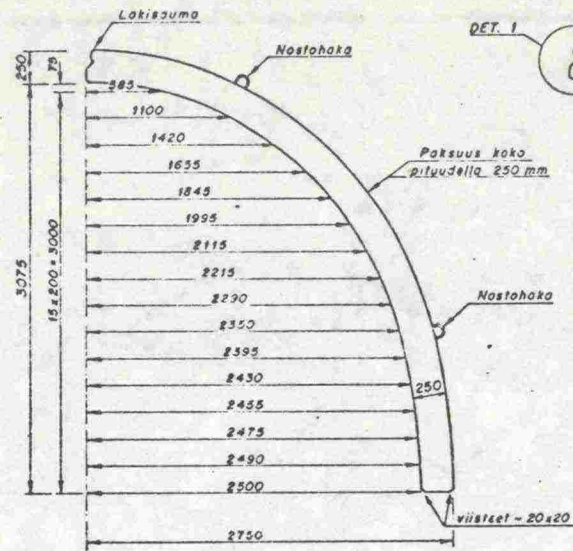 Lakisauma
DET. 1
Nostohaka
250
75
585
1100
1420
Paksuus koko
pituudella 250 mm
1655
1845
1995
2115
2215
3075
15x200=3000
2290
Nostohaka
2350
2395
2430
250
2455
2475
2490
2500
viisteet ~ 20x20
2750